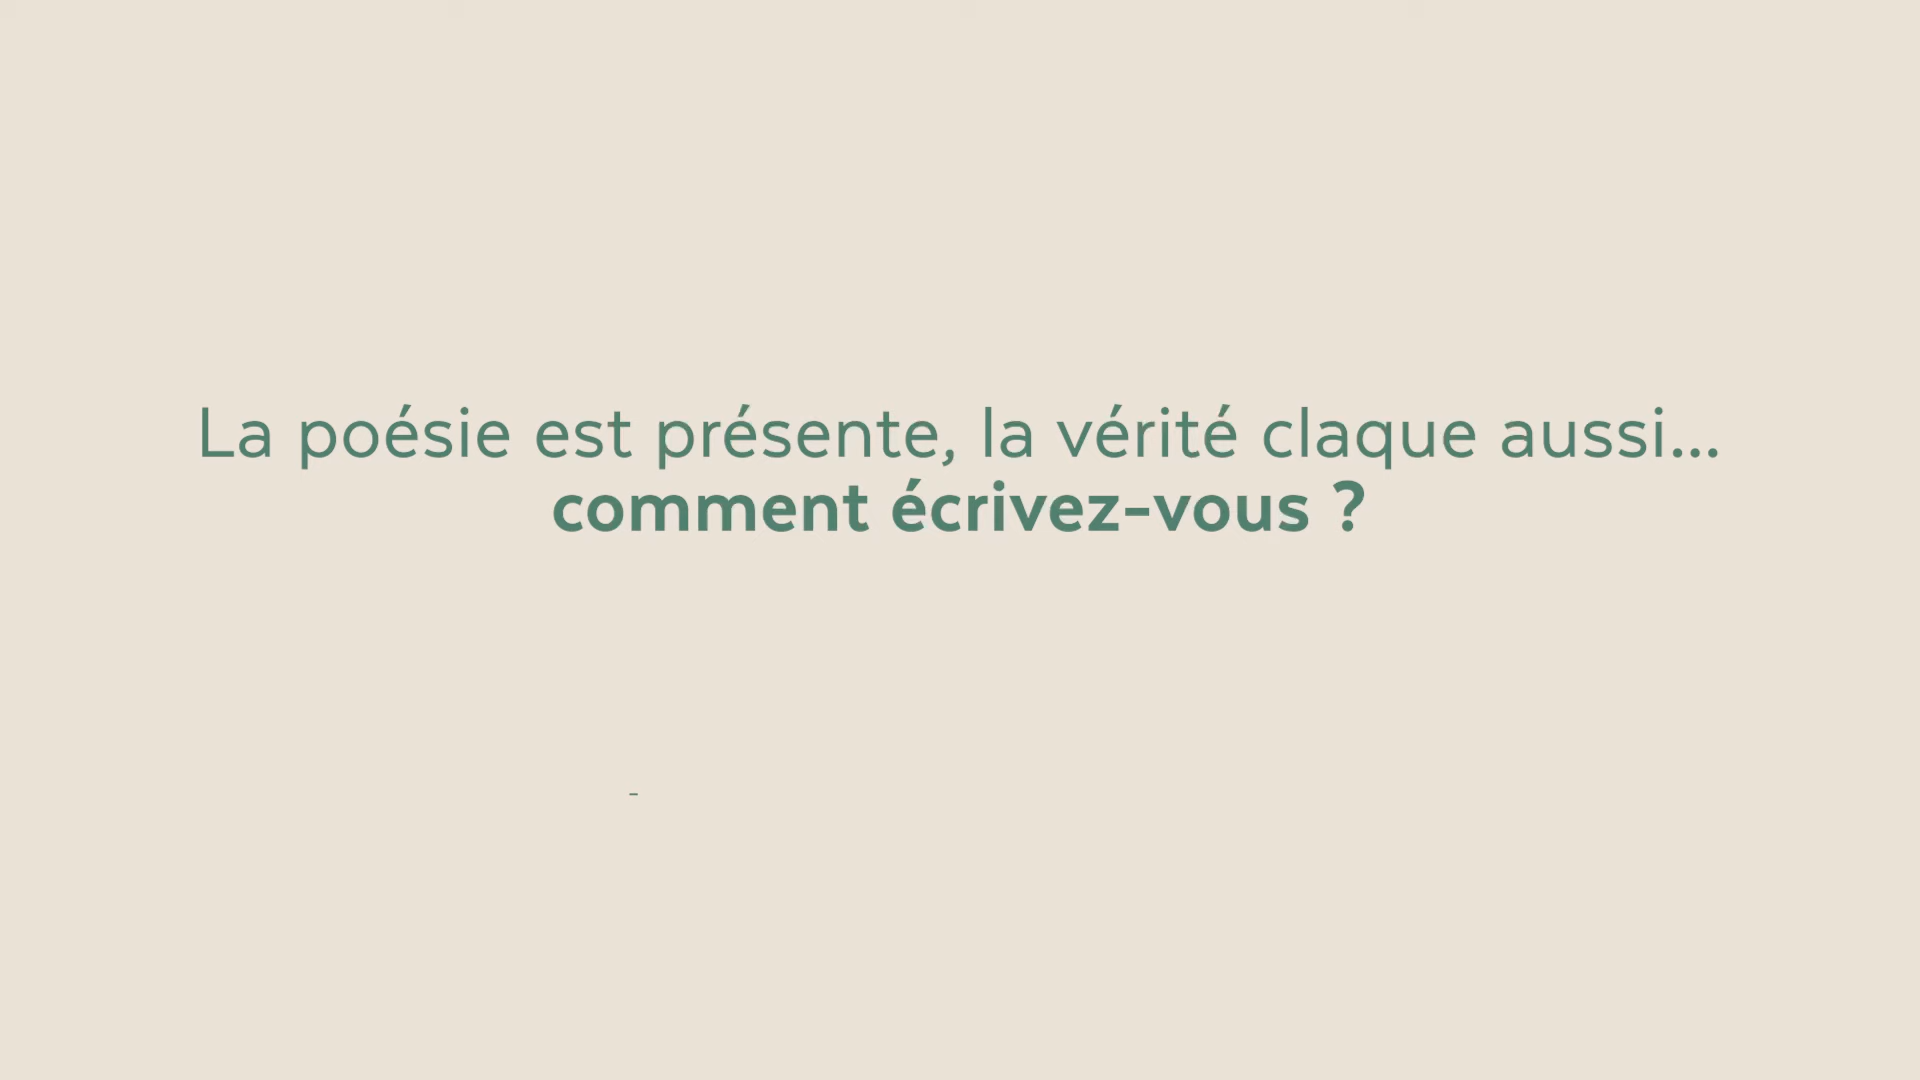 La poésie est présente, la vérité claque aussi...
comment écrivez-vous ?
-